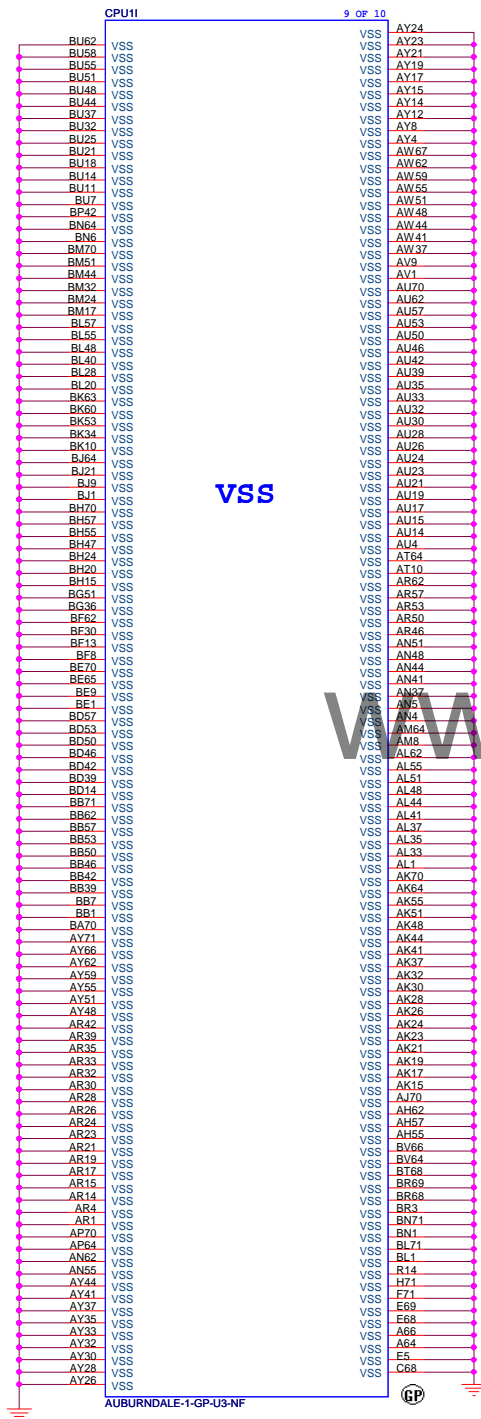 CPU1I
9 OF 10
BU62 VSS
BU58 VSS
BU55 VSS
BU51 VSS
BU48 VSS
BU44 VSS
BU37 VSS
BU32 VSS
BU25 VSS
BU21 VSS
BU18 VSS
BU14 VSS
BU11 VSS
BU7 VSS
BP42 VSS
BN64 VSS
BN6 VSS
BM70 VSS
BM51 VSS
BM44 VSS
BM32 VSS
BM24 VSS
BM17 VSS
BL57 VSS
BL55 VSS
BL48 VSS
BL40 VSS
BL28 VSS
BL20 VSS
BK63 VSS
BK60 VSS
BK53 VSS
BK34 VSS
BK10 VSS
BJ64 VSS
BJ21 VSS
BJ9 VSS
BJ1 VSS
BH70 VSS
BH57 VSS
BH55 VSS
BH47 VSS
BH24 VSS
BH20 VSS
BH15 VSS
BG51 VSS
BG36 VSS
BF62 VSS
BF30 VSS
BF13 VSS
BF8 VSS
BE70 VSS
BE65 VSS
BE9 VSS
BE1 VSS
BD57 VSS
BD53 VSS
BD50 VSS
BD46 VSS
BD42 VSS
BD39 VSS
BD14 VSS
BB71 VSS
BB62 VSS
BB57 VSS
BB53 VSS
BB50 VSS
BB46 VSS
BB42 VSS
BB39 VSS
BB7 VSS
BB1 VSS
BA70 VSS
AY71 VSS
AY66 VSS
AY62 VSS
AY59 VSS
AY55 VSS
AY51 VSS
AY48 VSS
AR42 VSS
AR39 VSS
AR35 VSS
AR33 VSS
AR32 VSS
AR30 VSS
AR28 VSS
AR26 VSS
AR24 VSS
AR23 VSS
AR21 VSS
AR19 VSS
AR17 VSS
AR15 VSS
AR14 VSS
AR4 VSS
AR1 VSS
AP70 VSS
AP64 VSS
AN62 VSS
AN55 VSS
AY44 VSS
AY41 VSS
AY37 VSS
AY35 VSS
AY33 VSS
AY32 VSS
AY30 VSS
AY28 VSS
AY26 VSS
VSS
VSS AY24
VSS AY23
VSS AY21
VSS AY19
VSS AY17
VSS AY15
VSS AY14
VSS AY12
VSS AY8
VSS AY4
VSS AW67
VSS AW62
VSS AW59
VSS AW55
VSS AW51
VSS AW48
VSS AW44
VSS AW41
VSS AW37
VSS AV9
VSS AV1
VSS AU70
VSS AU62
VSS AU57
VSS AU53
VSS AU50
VSS AU46
VSS AU42
VSS AU39
VSS AU35
VSS AU33
VSS AU32
VSS AU30
VSS AU28
VSS AU26
VSS AU24
VSS AU23
VSS AU21
VSS AU19
VSS AU17
VSS AU15
VSS AU14
VSS AU4
VSS AT64
VSS AT10
VSS AR62
VSS AR57
VSS AR53
VSS AR50
VSS AR46
VSS AN51
VSS AN48
VSS AN44
VSS AN41
VSS AN37
VSS AN5
VSS AN4
VSS AM64
VSS AM8
VSS AL62
VSS AL55
VSS AL51
VSS AL48
VSS AL44
VSS AL41
VSS AL37
VSS AL35
VSS AL33
VSS AL1
VSS AK70
VSS AK64
VSS AK55
VSS AK51
VSS AK48
VSS AK44
VSS AK41
VSS AK37
VSS AK32
VSS AK30
VSS AK28
VSS AK26
VSS AK24
VSS AK23
VSS AK21
VSS AK19
VSS AK17
VSS AK15
VSS AJ70
VSS AH62
VSS AH57
VSS AH55
VSS BV66
VSS BV64
VSS BT68
VSS BR69
VSS BR68
VSS BR3
VSS BN71
VSS BN1
VSS BL71
VSS BL1
VSS R14
VSS H71
VSS F71
VSS E69
VSS E68
VSS A66
VSS A64
VSS E5
VSS C68
AUBURNDALE-1-GP-U3-NF
GP